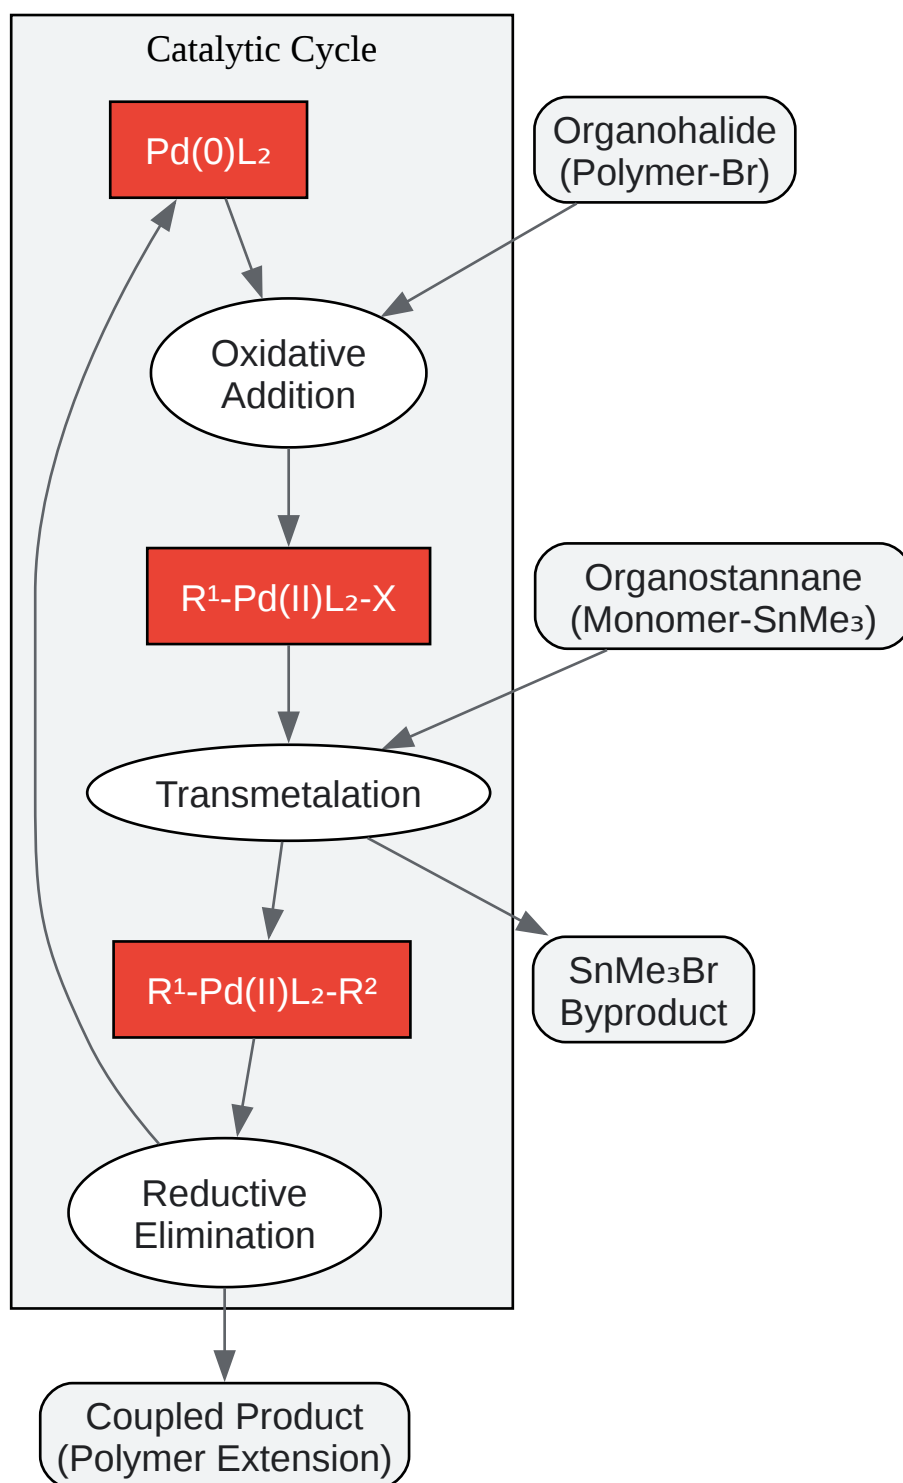 Catalytic Cycle
Pd(0)L₂
Organohalide
(Polymer-Br)
Oxidative
Addition
R¹-Pd(II)L₂-X
Organostannane
(Monomer-SnMe₃)
Transmetalation
R¹-Pd(II)L₂-R²
SnMe₃Br
Byproduct
Reductive
Elimination
Coupled Product
(Polymer Extension)